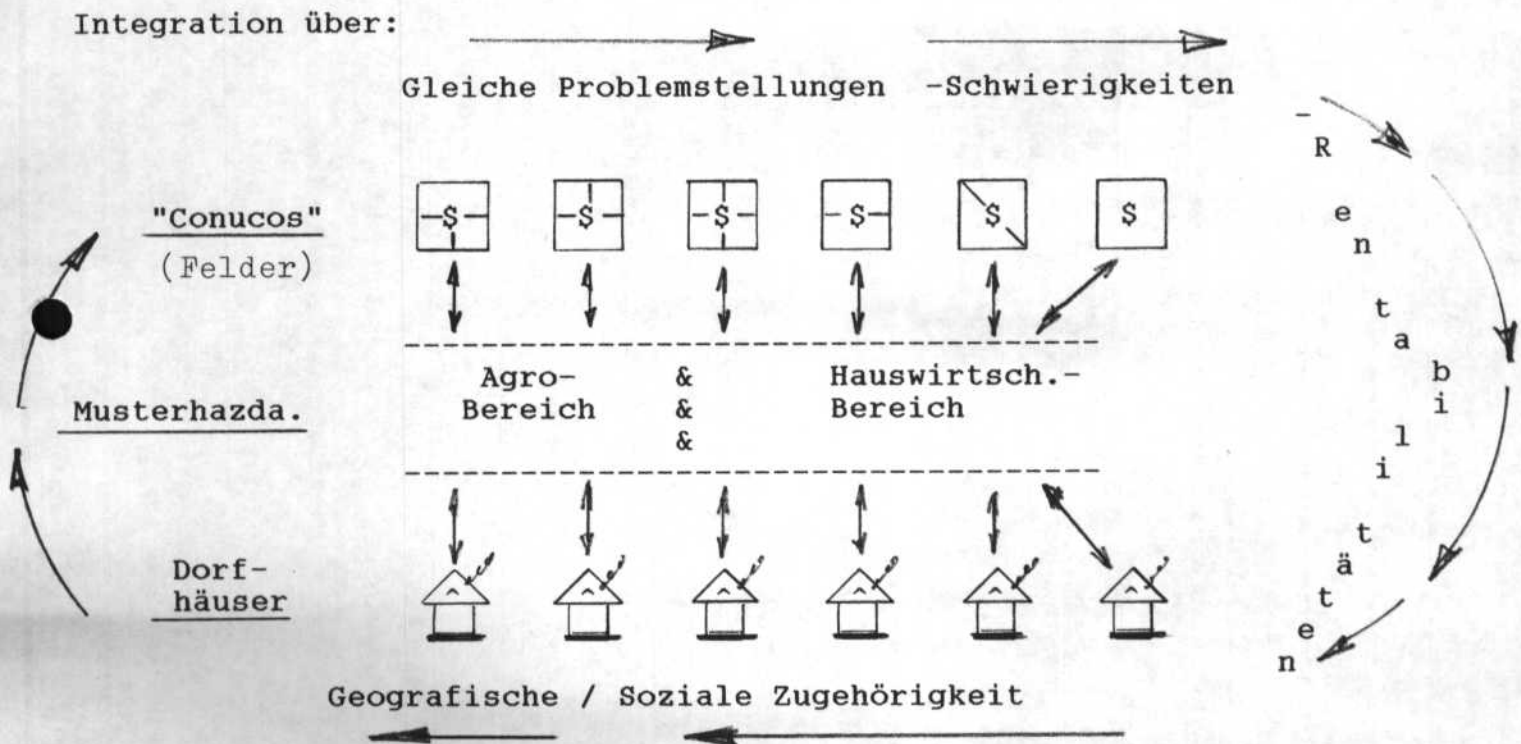 Integration über:
Gleiche Problemstellungen -Schwierigkeiten
-Rentabilitäten
"Conucos" $ $ $ $ $ $
(Felder)
Agro- & Hauswirtsch.-
Musterhazda. Bereich & Bereich
&
Dorf-
häuser
Geografische / Soziale Zugehörigkeit